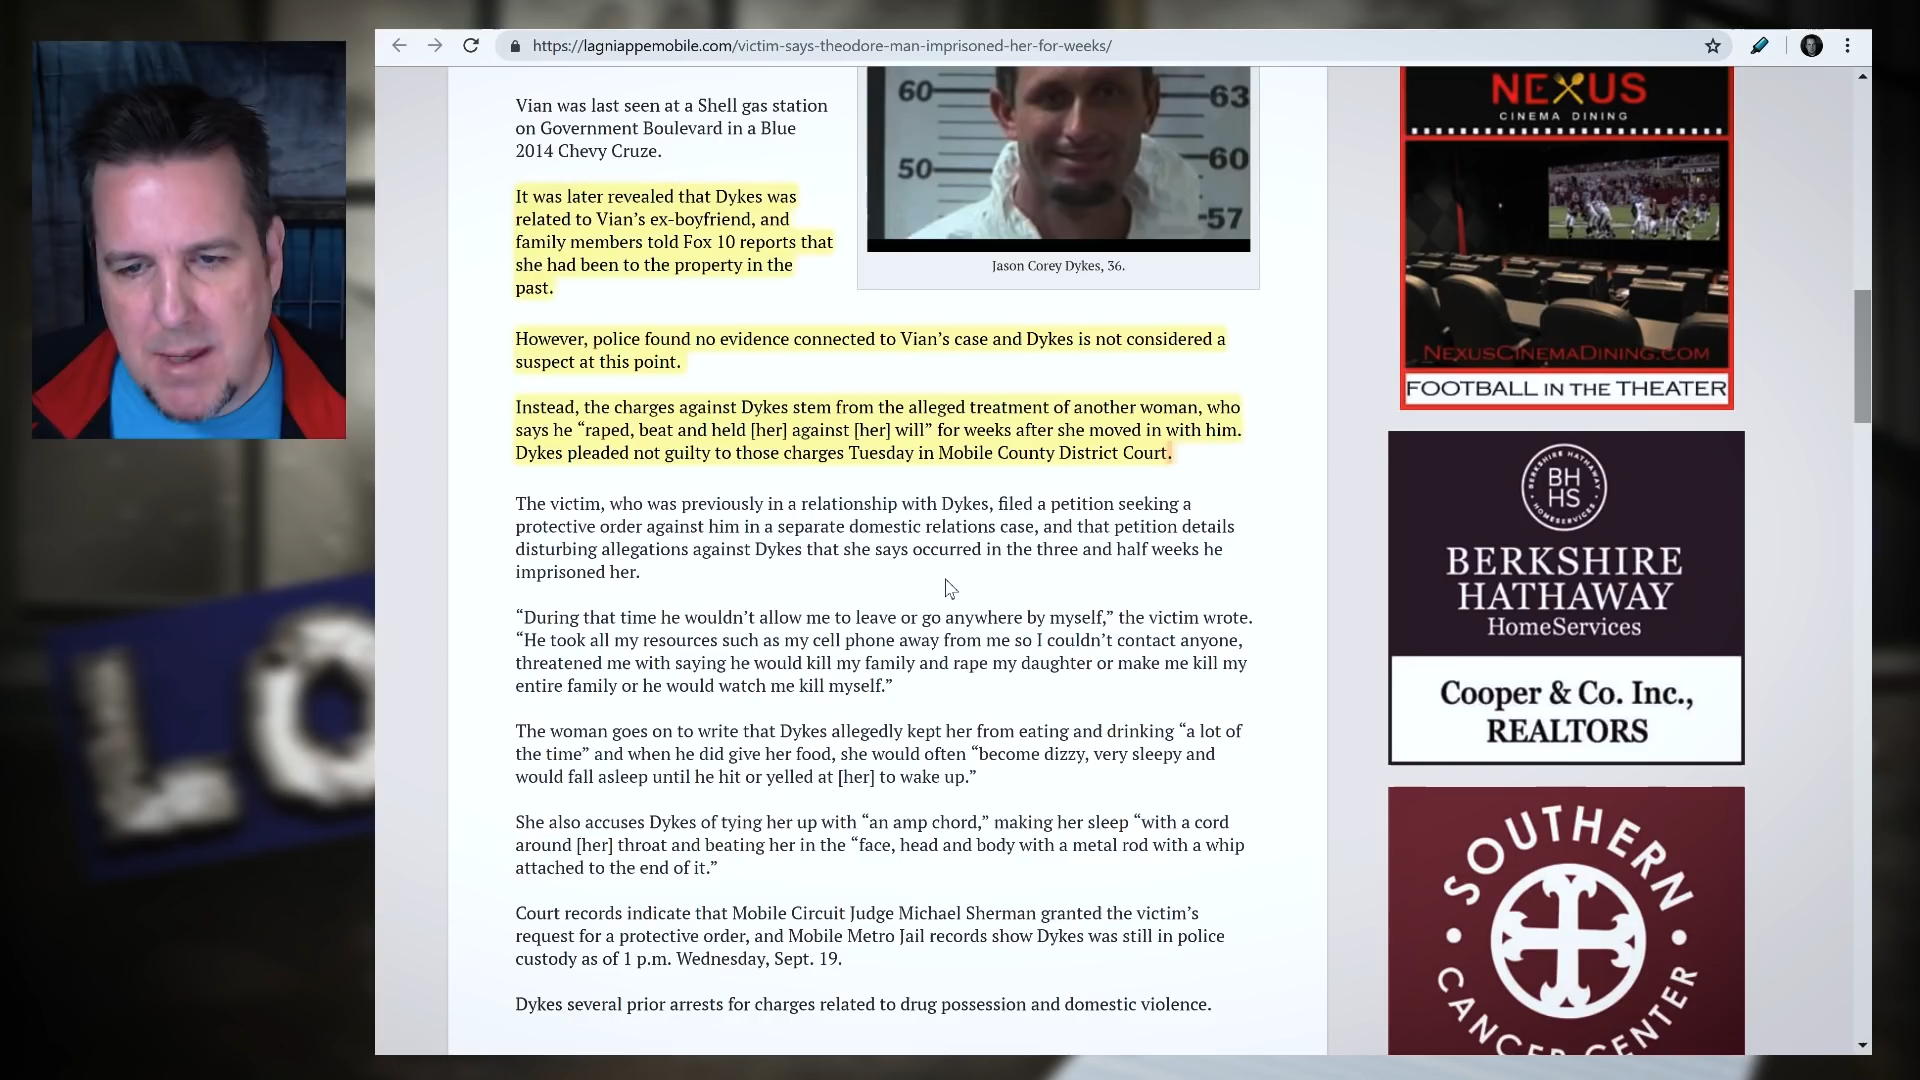 https://lagniappemobile.com/victim-says-theodore-man-imprisoned-her-for-weeks/
Vian was last seen at a Shell gas station
on Government Boulevard in a Blue
2014 Chevy Cruze.
It was later revealed that Dykes was
related to Vian’s ex-boyfriend, and
family members told Fox 10 reports that
she had been to the property in the
past.
60
63
50
60
57
Jason Corey Dykes, 36.
However, police found no evidence connected to Vian’s case and Dykes is not considered a
suspect at this point.
Instead, the charges against Dykes stem from the alleged treatment of another woman, who
says he “raped, beat and held [her] against [her] will” for weeks after she moved in with him.
Dykes pleaded not guilty to those charges Tuesday in Mobile County District Court.
The victim, who was previously in a relationship with Dykes, filed a petition seeking a
protective order against him in a separate domestic relations case, and that petition details
disturbing allegations against Dykes that she says occurred in the three and half weeks he
imprisoned her.
“During that time he wouldn’t allow me to leave or go anywhere by myself,” the victim wrote.
“He took all my resources such as my cell phone away from me so I couldn’t contact anyone,
threatened me with saying he would kill my family and rape my daughter or make me kill my
entire family or he would watch me kill myself.”
The woman goes on to write that Dykes allegedly kept her from eating and drinking “a lot of
the time” and when he did give her food, she would often “become dizzy, very sleepy and
would fall asleep until he hit or yelled at [her] to wake up.”
She also accuses Dykes of tying her up with “an amp chord,” making her sleep “with a cord
around [her] throat and beating her in the “face, head and body with a metal rod with a whip
attached to the end of it.”
Court records indicate that Mobile Circuit Judge Michael Sherman granted the victim’s
request for a protective order, and Mobile Metro Jail records show Dykes was still in police
custody as of 1 p.m. Wednesday, Sept. 19.
Dykes several prior arrests for charges related to drug possession and domestic violence.
NEXUS
CINEMA DINING
NEXUSCINEMADINING.COM
FOOTBALL IN THE THEATER
BERKSHIRE HATHAWAY
BH
HS
HOMESERVICES
BERKSHIRE
HATHAWAY
HomeServices
Cooper & Co. Inc.,
REALTORS
SOUTHERN
CANCER CENTER
LO